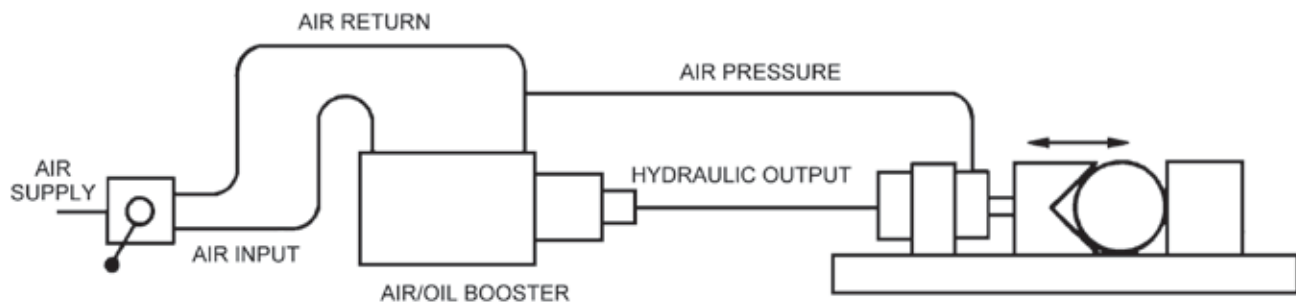 AIR RETURN
AIR PRESSURE
AIR
SUPPLY
HYDRAULIC OUTPUT
AIR INPUT
AIR/OIL BOOSTER